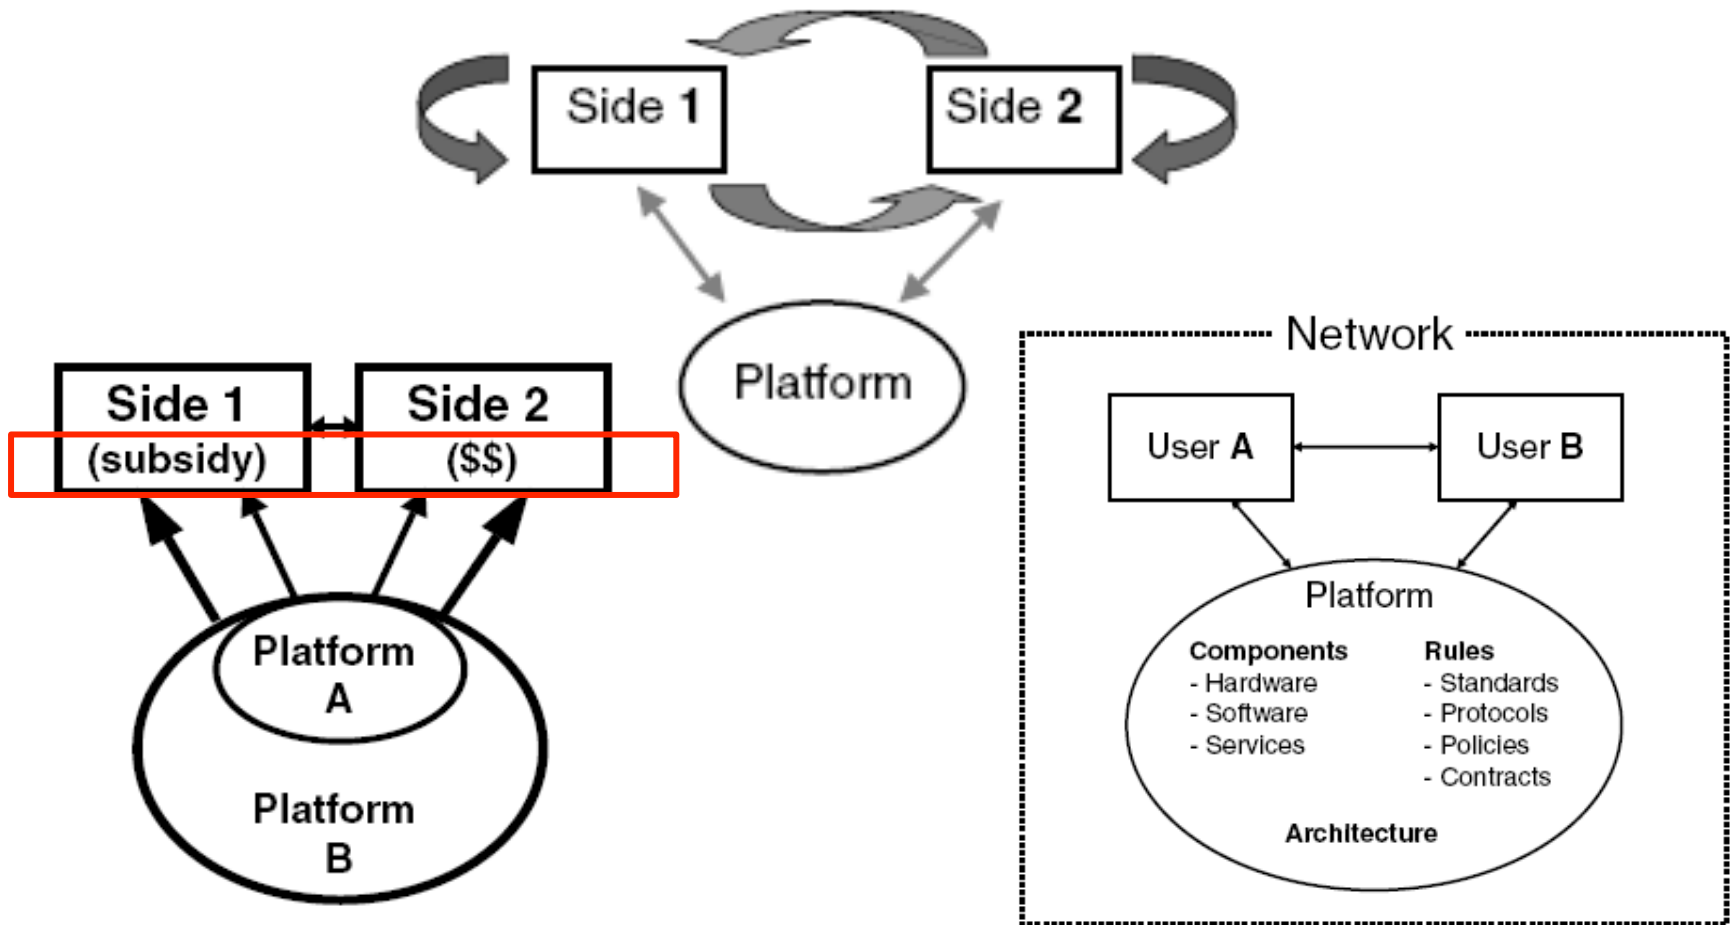 Side 1
Side 2
Platform
Side 1
(subsidy)
Side 2
($$)
Platform
A
Platform
B
Network
User A
User B
Platform
Components
- Hardware
- Software
- Services
Rules
- Standards
- Protocols
- Policies
- Contracts
Architecture